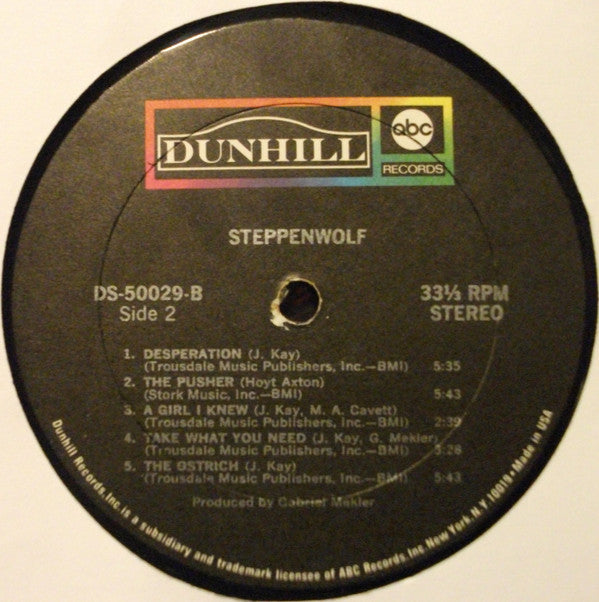 DUNHILL
abc
RECORDS
STEPPENWOLF
DS-50029-B
Side 2
33⅓ RPM
STEREO
1. DESPERATION (J. Kay)
(Trousdale Music Publishers, Inc.—BMI) 5:35
2. THE PUSHER (Hoyt Axton)
(Stork Music, Inc.—BMI) 5:43
3. A GIRL I KNEW (J. Kay, M. A. Cavett)
(Trousdale Music Publishers, Inc.—BMI) 2:39
4. TAKE WHAT YOU NEED (J. Kay, G. Mekler)
(Trousdale Music Publishers, Inc.—BMI) 3:28
5. THE OSTRICH (J. Kay)
(Trousdale Music Publishers, Inc.—BMI) 5:43
Produced by Gabriel Mekler
Dunhill Records, Inc. is a subsidiary and trademark licensee of ABC Records, Inc. New York, N.Y. 10019 • Made in USA